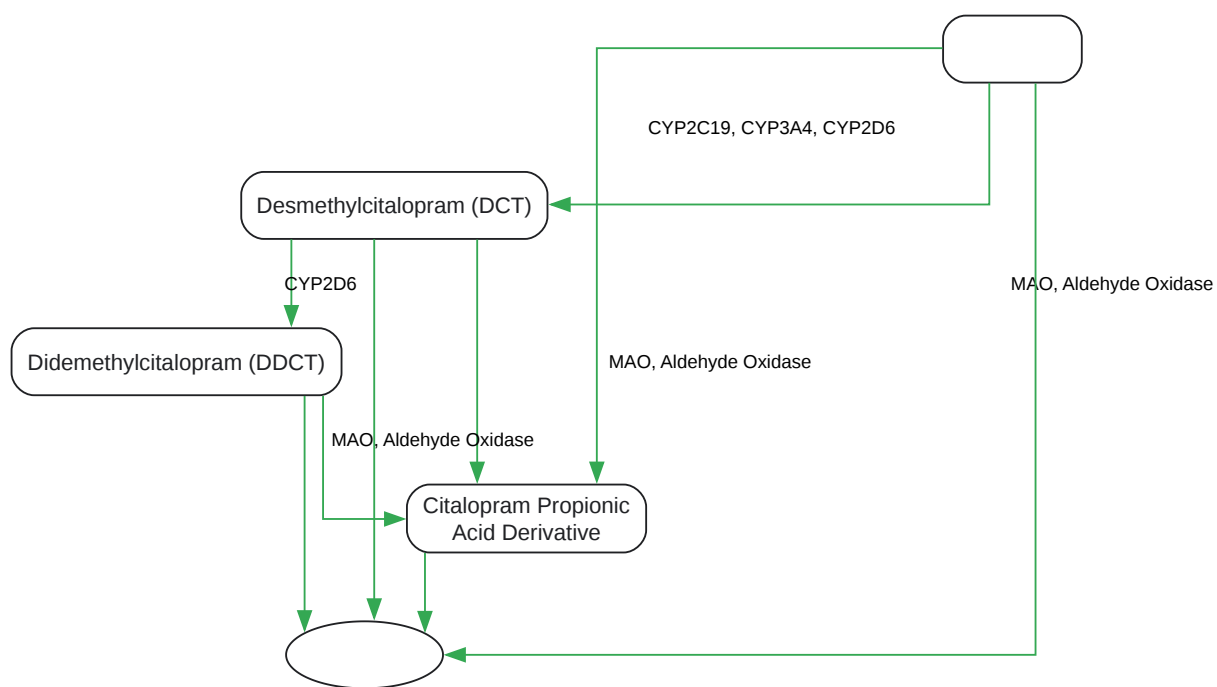 CYP2C19, CYP3A4, CYP2D6
Desmethylcitalopram (DCT)
CYP2D6
MAO, Aldehyde Oxidase
Didemethylcitalopram (DDCT)
MAO, Aldehyde Oxidase
MAO, Aldehyde Oxidase
Citalopram Propionic
Acid Derivative